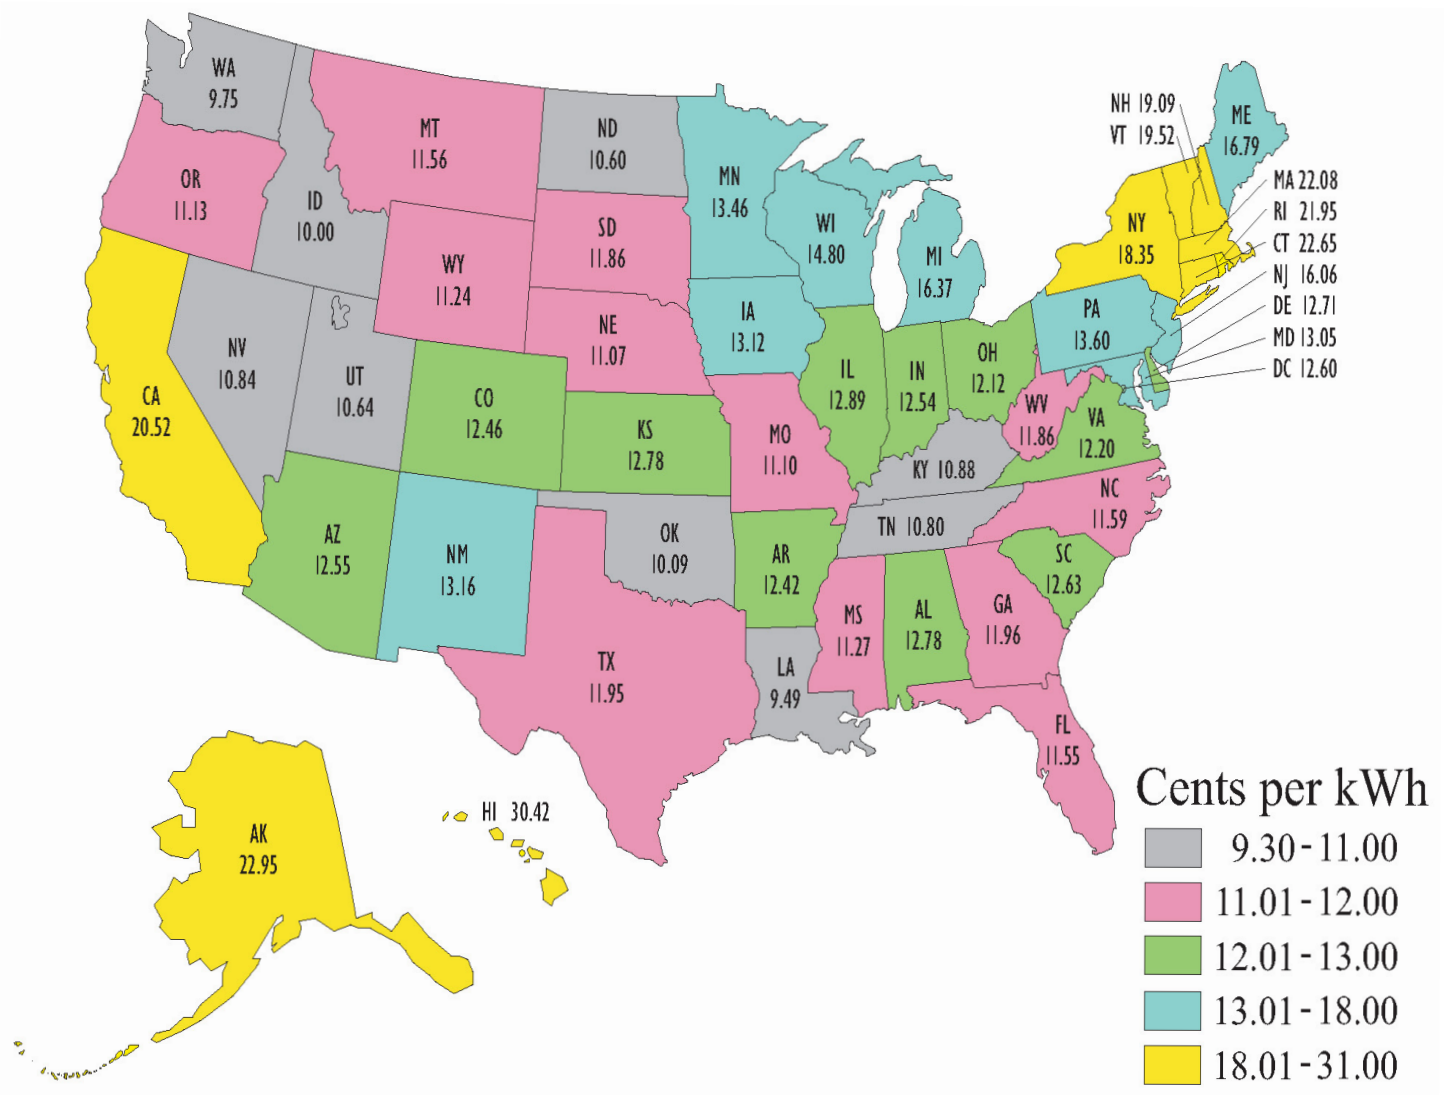 WA
9.75
MT
11.56
ND
10.60
MN
13.46
OR
11.13
ID
10.00
SD
11.86
WI
14.80
MI
16.37
WY
11.24
NE
11.07
IA
13.12
NH 19.09
VT 19.52
ME
16.79
MA 22.08
RI 21.95
CT 22.65
NJ 16.06
DE 12.71
MD 13.05
DC 12.60
NY
18.35
PA
13.60
CA
20.52
NV
10.84
UT
10.64
CO
12.46
KS
12.78
MO
11.10
IL
12.89
IN
12.54
OH
12.12
WV
11.86
VA
12.20
KY 10.88
NC
11.59
TN 10.80
SC
12.63
AZ
12.55
NM
13.16
OK
10.09
AR
12.42
MS
11.27
AL
12.78
GA
11.96
TX
11.95
LA
9.49
FL
11.55
AK
22.95
HI 30.42
Cents per kWh
9.30-11.00
11.01-12.00
12.01-13.00
13.01-18.00
18.01-31.00